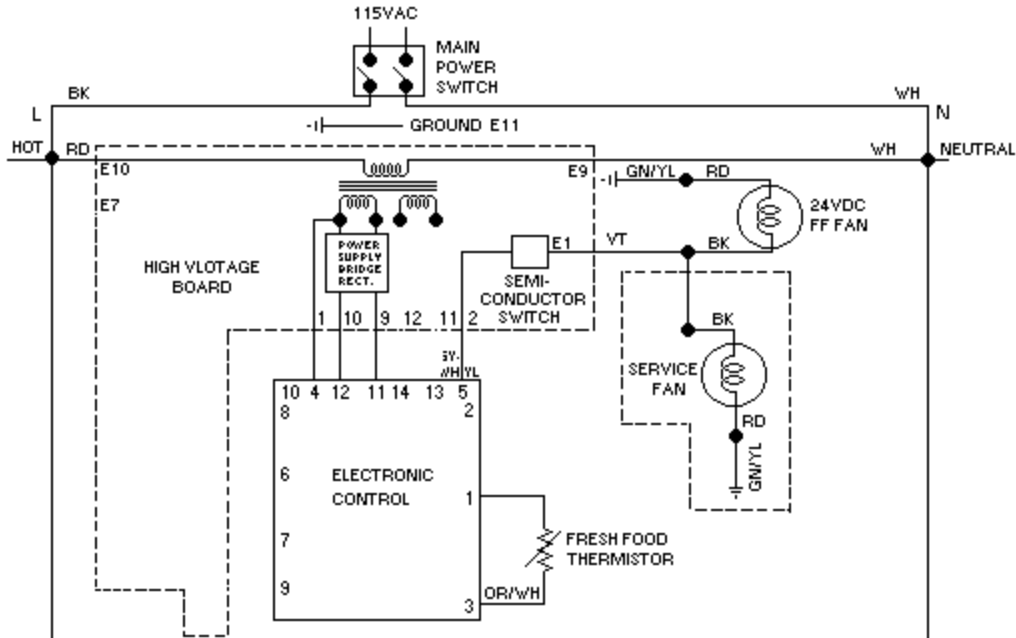 115VAC
MAIN
POWER
SWITCH
BK
WH
L
N
GROUND E11
HOT
RD
WH
NEUTRAL
E10
E9
GN/YL
RD
E7
24VDC
FF FAN
POWER
SUPPLY
BRIDGE
RECT.
E1
VT
BK
HIGH VLOTAGE
BOARD
SEMI-
CONDUCTOR
SWITCH
1 10 9 12 11 2
BK
SERVICE
FAN
YL
10 4 12 11 14 13 5
8
2
RD
GN/YL
6
ELECTRONIC
CONTROL
1
7
FRESH FOOD
THERMISTOR
9
OR/WH
3